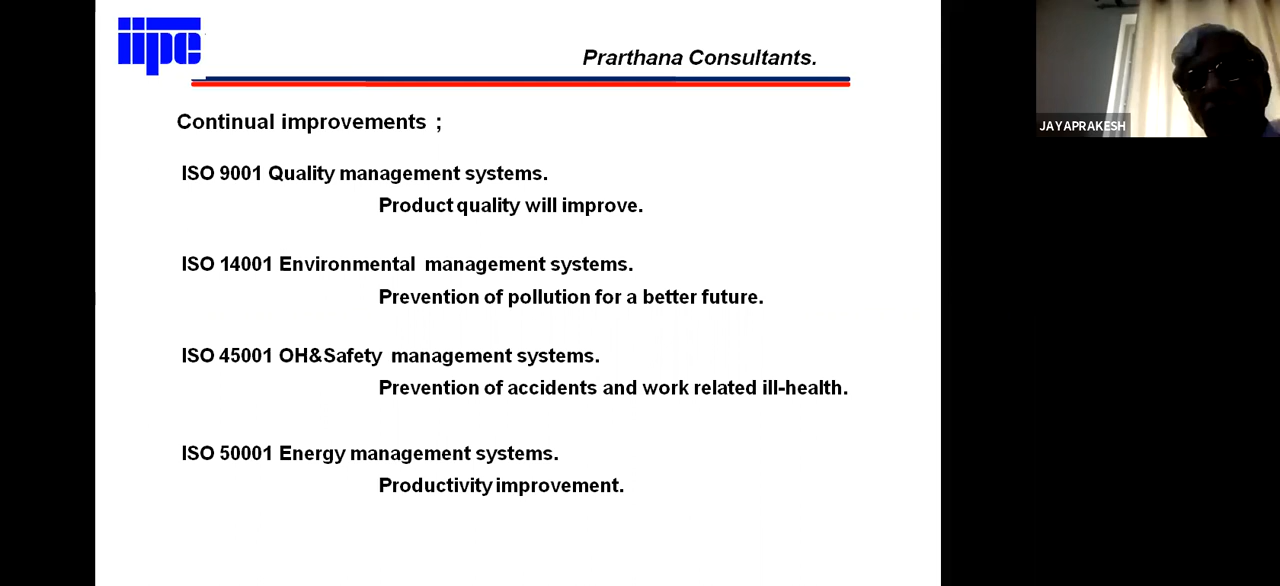 iipc
Prarthana Consultants.
Continual improvements ;
ISO 9001 Quality management systems.
Product quality will improve.
ISO 14001 Environmental management systems.
Prevention of pollution for a better future.
ISO 45001 OH&Safety management systems.
Prevention of accidents and work related ill-health.
ISO 50001 Energy management systems.
Productivity improvement.
JAYAPRAKESH